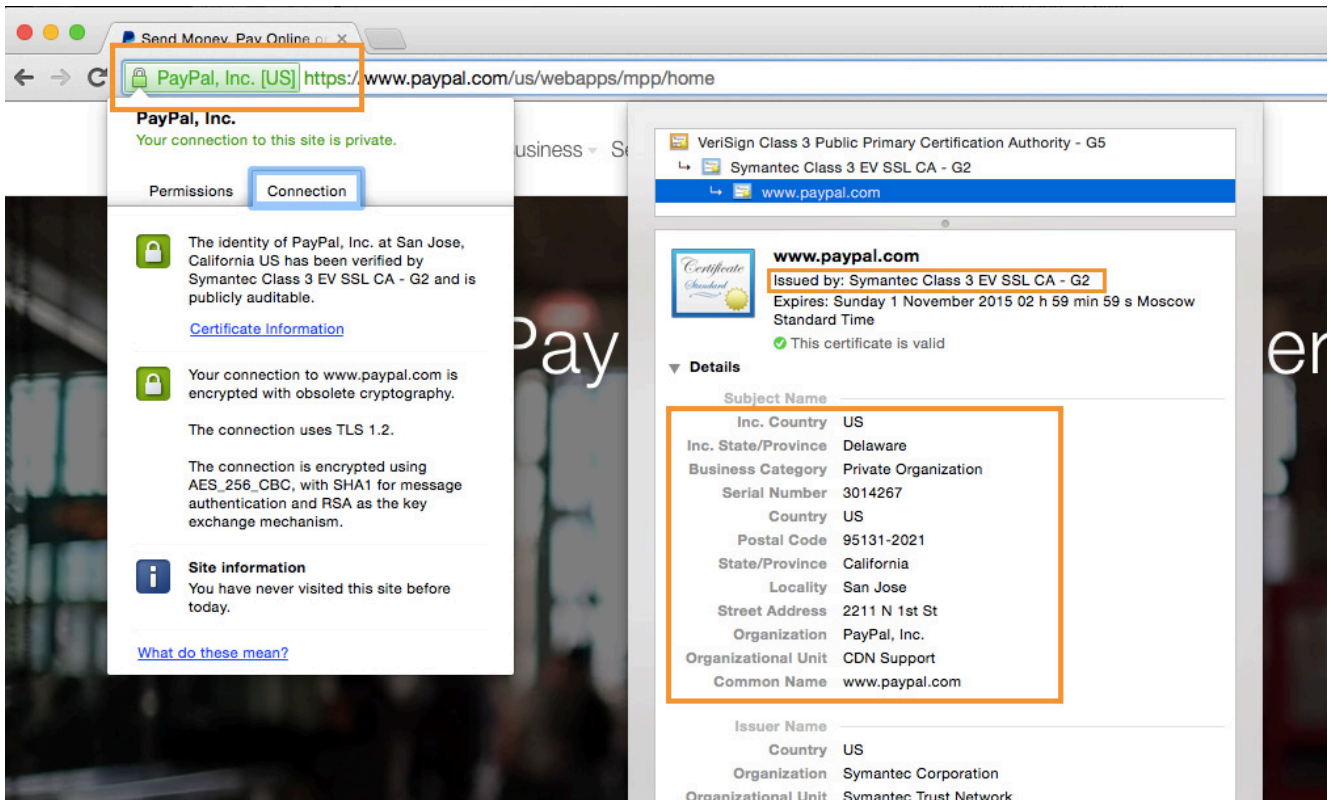 Send Money, Pay Online or
PayPal, Inc. [US] https://www.paypal.com/us/webapps/mpp/home
PayPal, Inc.
Your connection to this site is private.
Permissions Connection
The identity of PayPal, Inc. at San Jose,
California US has been verified by
Symantec Class 3 EV SSL CA - G2 and is
publicly auditable.
Certificate Information
Your connection to www.paypal.com is
encrypted with obsolete cryptography.
The connection uses TLS 1.2.
The connection is encrypted using
AES_256_CBC, with SHA1 for message
authentication and RSA as the key
exchange mechanism.
Site information
You have never visited this site before
today.
What do these mean?
usiness
Pay
VeriSign Class 3 Public Primary Certification Authority - G5
Symantec Class 3 EV SSL CA - G2
www.paypal.com
Certificate
Standard
www.paypal.com
Issued by: Symantec Class 3 EV SSL CA - G2
Expires: Sunday 1 November 2015 02 h 59 min 59 s Moscow
Standard Time
This certificate is valid
Details
Subject Name
Inc. Country US
Inc. State/Province Delaware
Business Category Private Organization
Serial Number 3014267
Country US
Postal Code 95131-2021
State/Province California
Locality San Jose
Street Address 2211 N 1st St
Organization PayPal, Inc.
Organizational Unit CDN Support
Common Name www.paypal.com
Issuer Name
Country US
Organization Symantec Corporation
Organizational Unit Symantec Trust Network
er